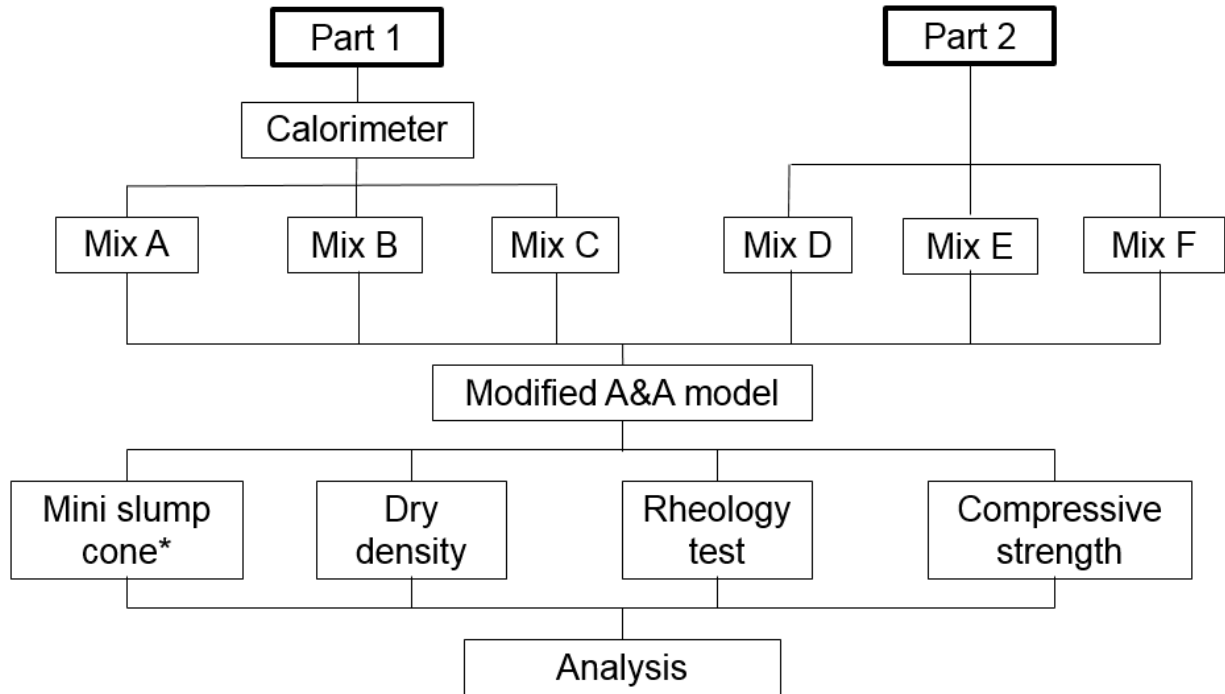 Part 1
Part 2
Calorimeter
Mix A
Mix B
Mix C
Mix D
Mix E
Mix F
Modified A&A model
Mini slump
cone*
Dry
density
Rheology
test
Compressive
strength
Analysis